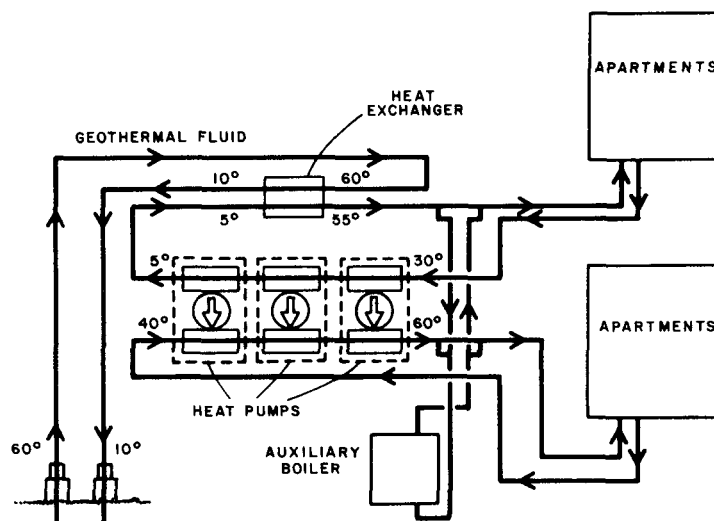 APARTMENTS
HEAT
EXCHANGER
GEOTHERMAL FLUID
10° 60°
5° 55°
5° 30°
40° 60°
APARTMENTS
HEAT PUMPS
AUXILIARY
BOILER
60° 10°